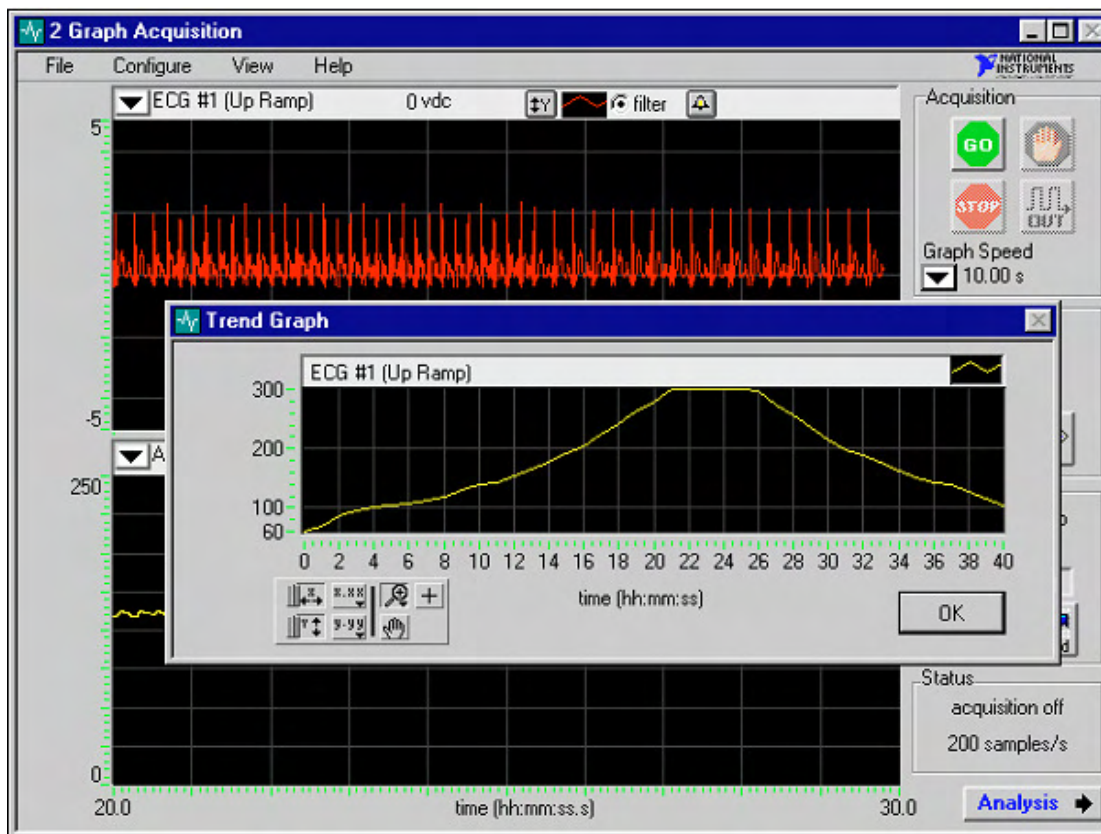 2 Graph Acquisition
File Configure View Help
NATIONAL
INSTRUMENTS
ECG #1 (Up Ramp) 0 vdc Y filter
Acquisition
GO
STOP OUT
Graph Speed
10.00 s
5
-5
Trend Graph
ECG #1 (Up Ramp)
300
200
100
60
0 2 4 6 8 10 12 14 16 18 20 22 24 26 28 30 32 34 36 38 40
time (hh:mm:ss)
x x.xx
Y y.yy
OK
A
250
0
20.0 time (hh:mm:ss.s) 30.0
Status
acquisition off
200 samples/s
Analysis